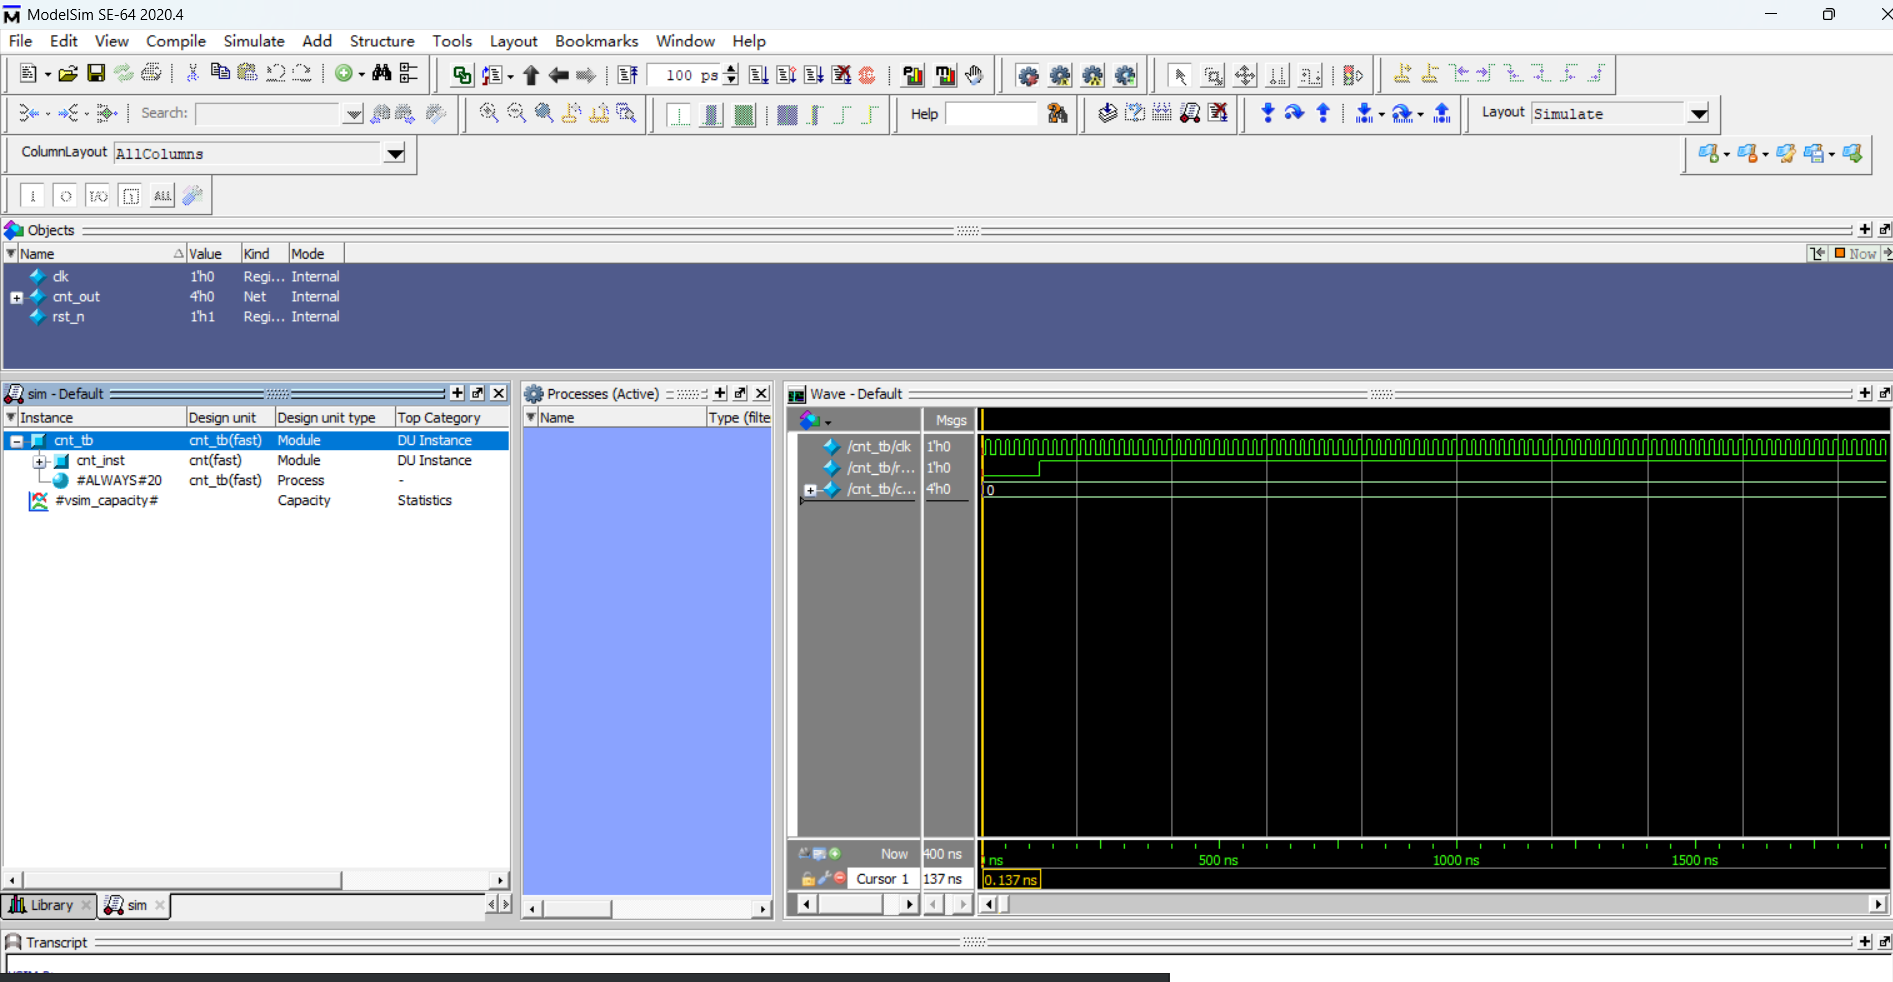 ModelSim SE-64 2020.4
File Edit View Compile Simulate Add Structure Tools Layout Bookmarks Window Help
100 ps
Search:
Help
Layout Simulate
ColumnLayout AllColumns
I O I/O ALL
Objects
Name Value Kind Mode
Now
clk 1'h0 Regi... Internal
cnt_out 4'h0 Net Internal
rst_n 1'h1 Regi... Internal
sim - Default
Instance Design unit Design unit type Top Category
cnt_tb cnt_tb(fast) Module DU Instance
cnt_inst cnt(fast) Module DU Instance
#ALWAYS#20 cnt_tb(fast) Process -
#vsim_capacity# Capacity Statistics
Library sim
Processes (Active)
Name Type (filte
Wave - Default
Msgs
/cnt_tb/clk 1'h0
/cnt_tb/r... 1'h0
/cnt_tb/c... 4'h0 0
Now 400 ns ns 500 ns 1000 ns 1500 ns
Cursor 1 137 ns 0.137 ns
Transcript